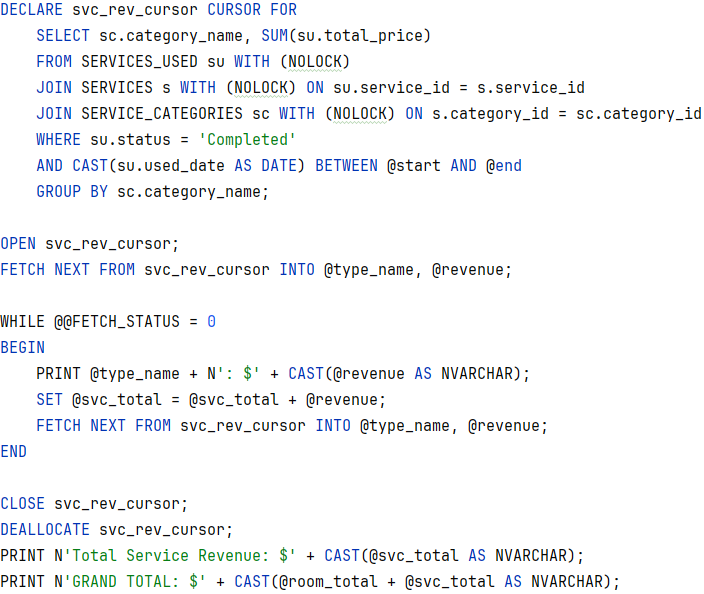 DECLARE svc_rev_cursor CURSOR FOR
    SELECT sc.category_name, SUM(su.total_price)
    FROM SERVICES_USED su WITH (NOLOCK)
    JOIN SERVICES s WITH (NOLOCK) ON su.service_id = s.service_id
    JOIN SERVICE_CATEGORIES sc WITH (NOLOCK) ON s.category_id = sc.category_id
    WHERE su.status = 'Completed'
    AND CAST(su.used_date AS DATE) BETWEEN @start AND @end
    GROUP BY sc.category_name;

OPEN svc_rev_cursor;
FETCH NEXT FROM svc_rev_cursor INTO @type_name, @revenue;

WHILE @@FETCH_STATUS = 0
BEGIN
    PRINT @type_name + N': $' + CAST(@revenue AS NVARCHAR);
    SET @svc_total = @svc_total + @revenue;
    FETCH NEXT FROM svc_rev_cursor INTO @type_name, @revenue;
END

CLOSE svc_rev_cursor;
DEALLOCATE svc_rev_cursor;
PRINT N'Total Service Revenue: $' + CAST(@svc_total AS NVARCHAR);
PRINT N'GRAND TOTAL: $' + CAST(@room_total + @svc_total AS NVARCHAR);